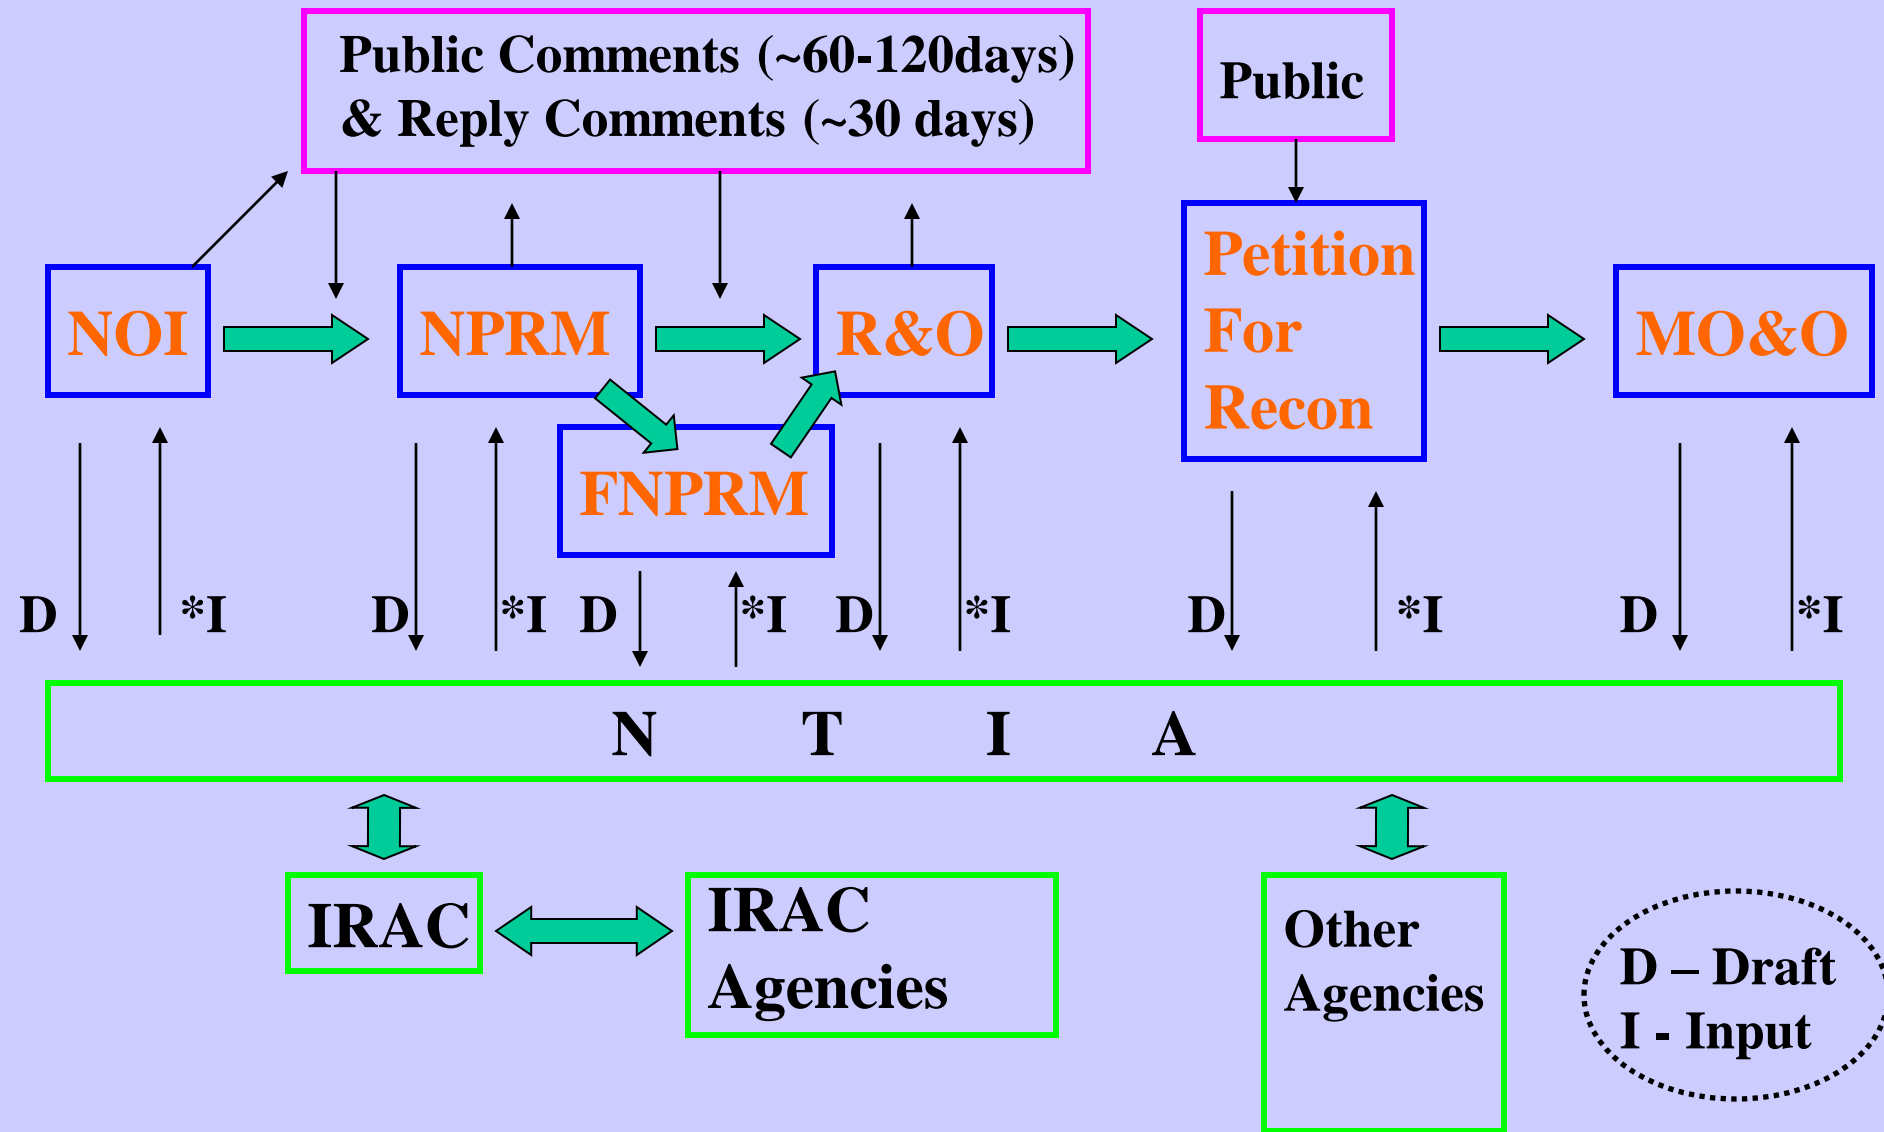 Public Comments (~60-120days)
& Reply Comments (~30 days)
Public
NOI
NPRM
R&O
Petition
For
Recon
MO&O
FNPRM
D *I D *I D *I D *I D *I D *I
N T I A
IRAC
IRAC
Agencies
Other
Agencies
D – Draft
I - Input